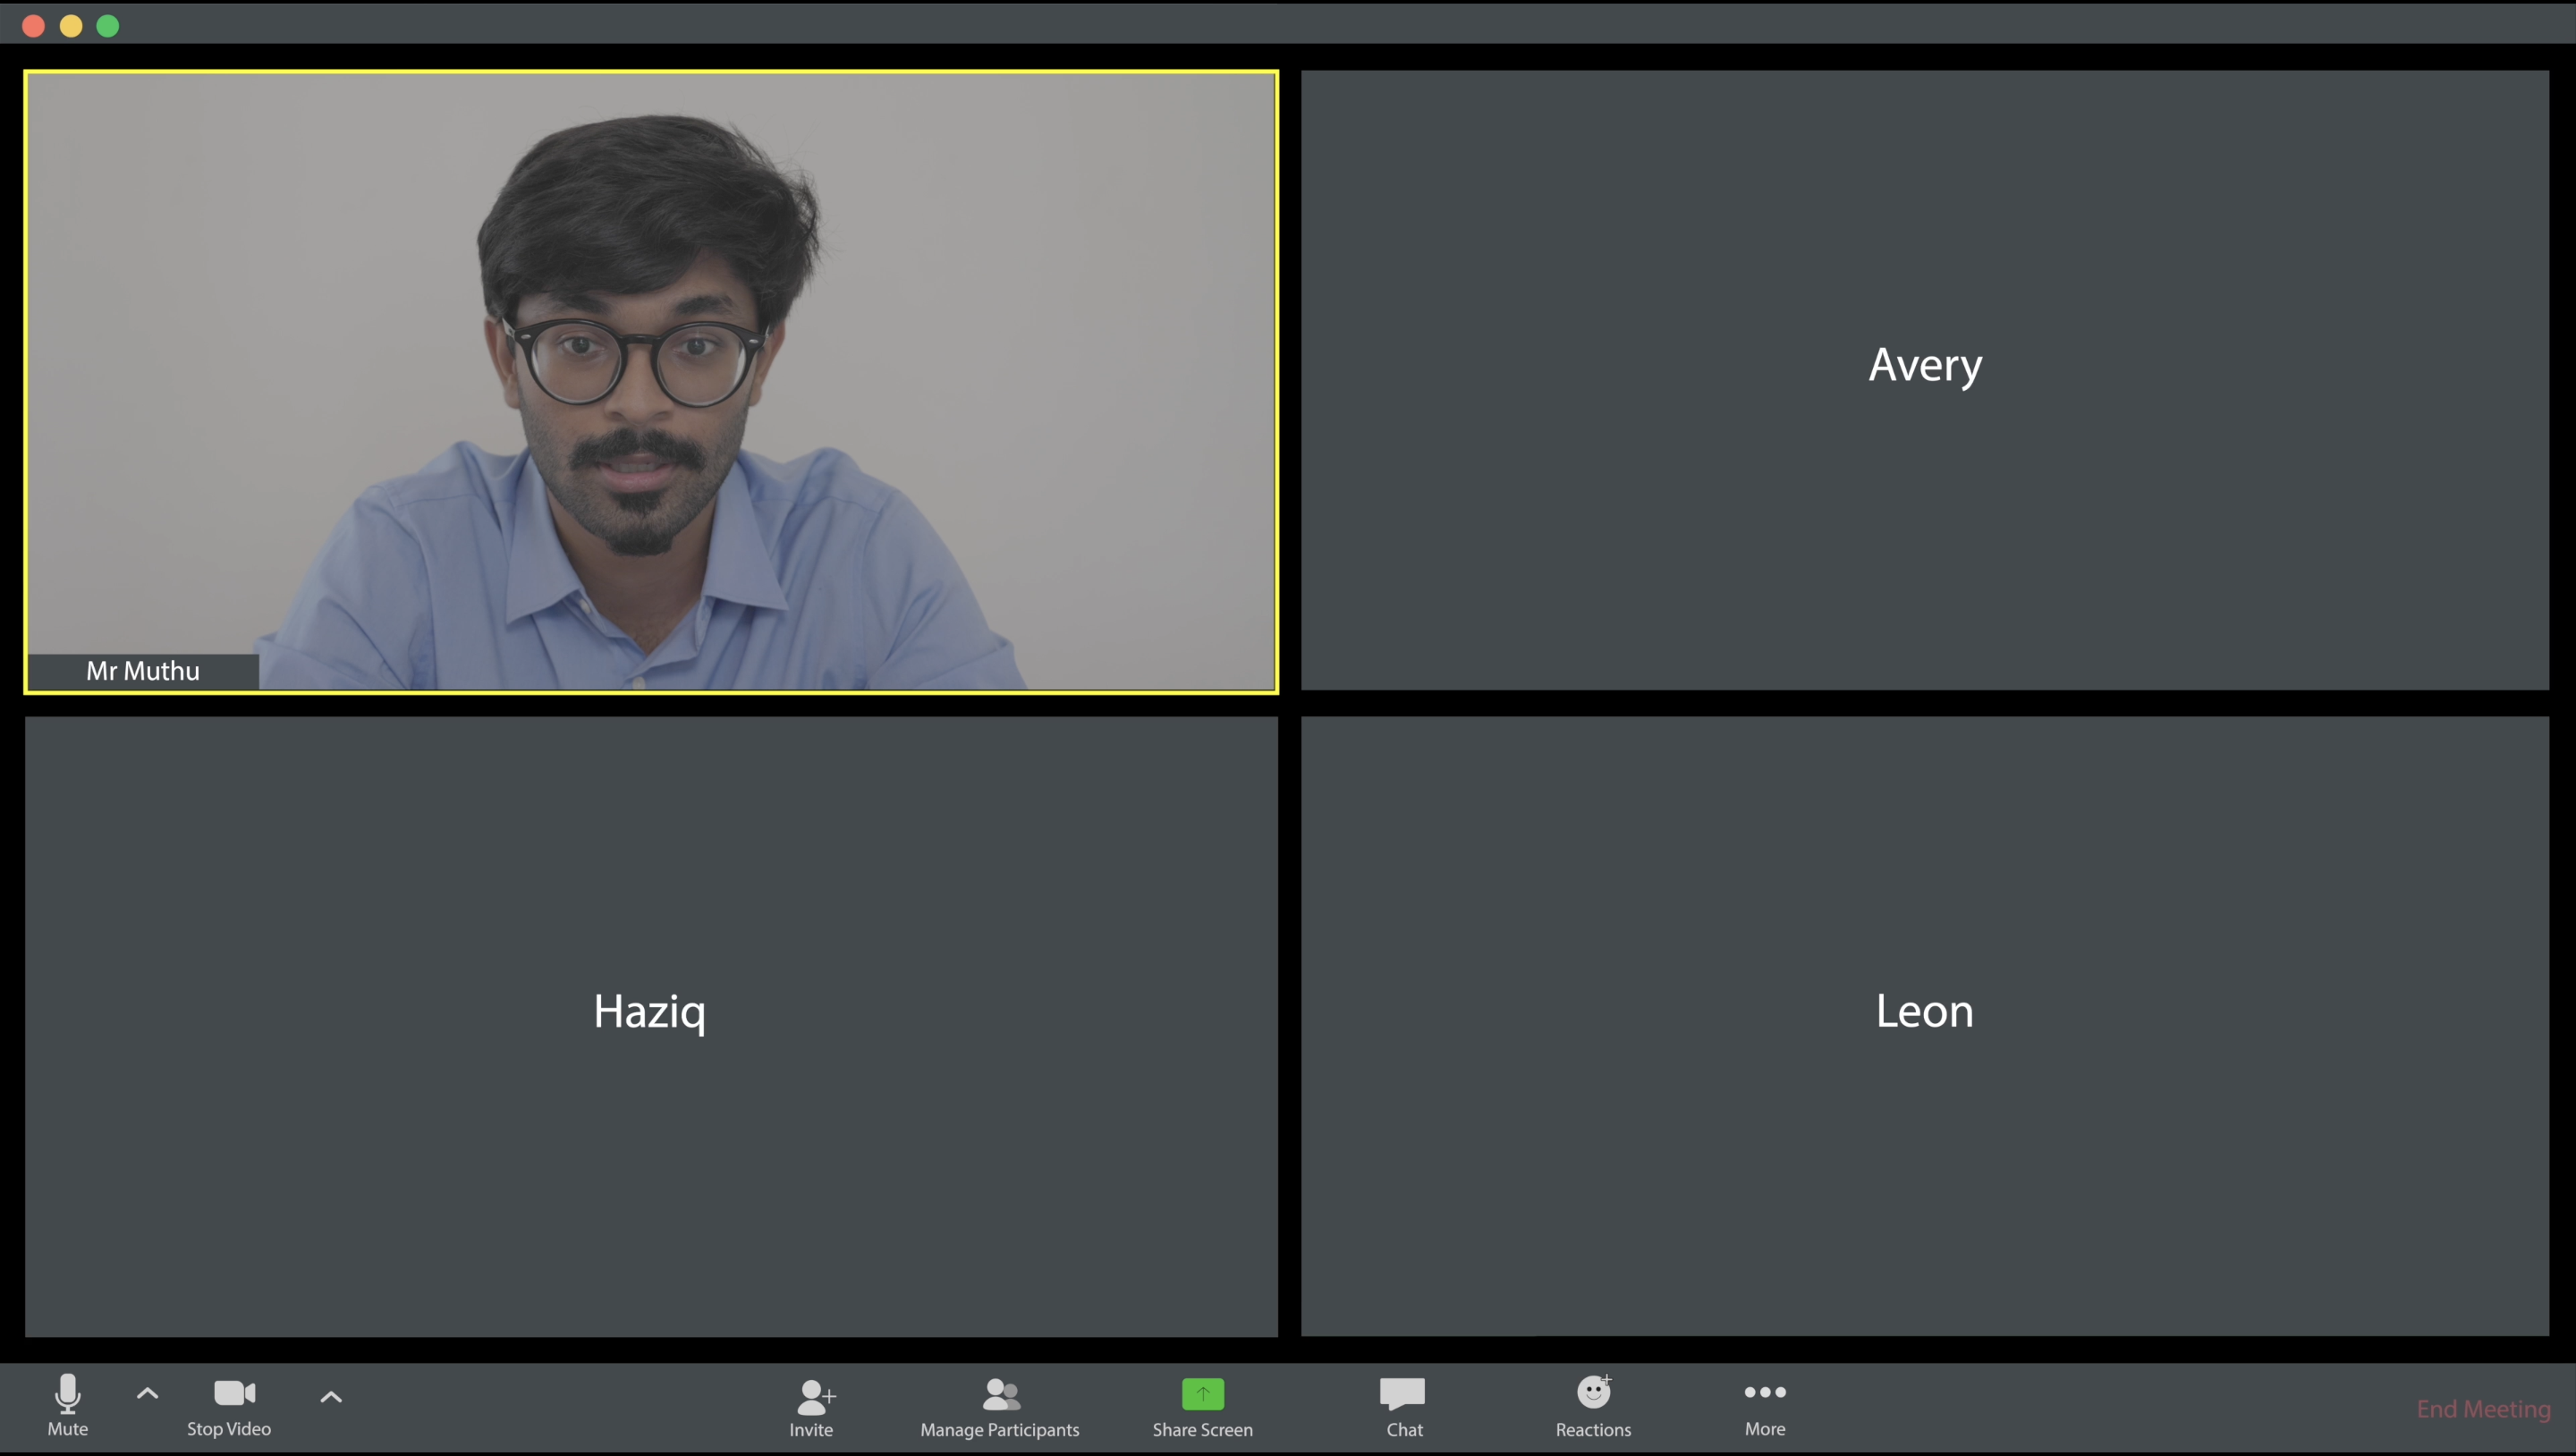 Mr Muthu
Avery
Haziq
Leon
Mute
Stop Video
Invite
Manage Participants
Share Screen
Chat
Reactions
More
End Meeting